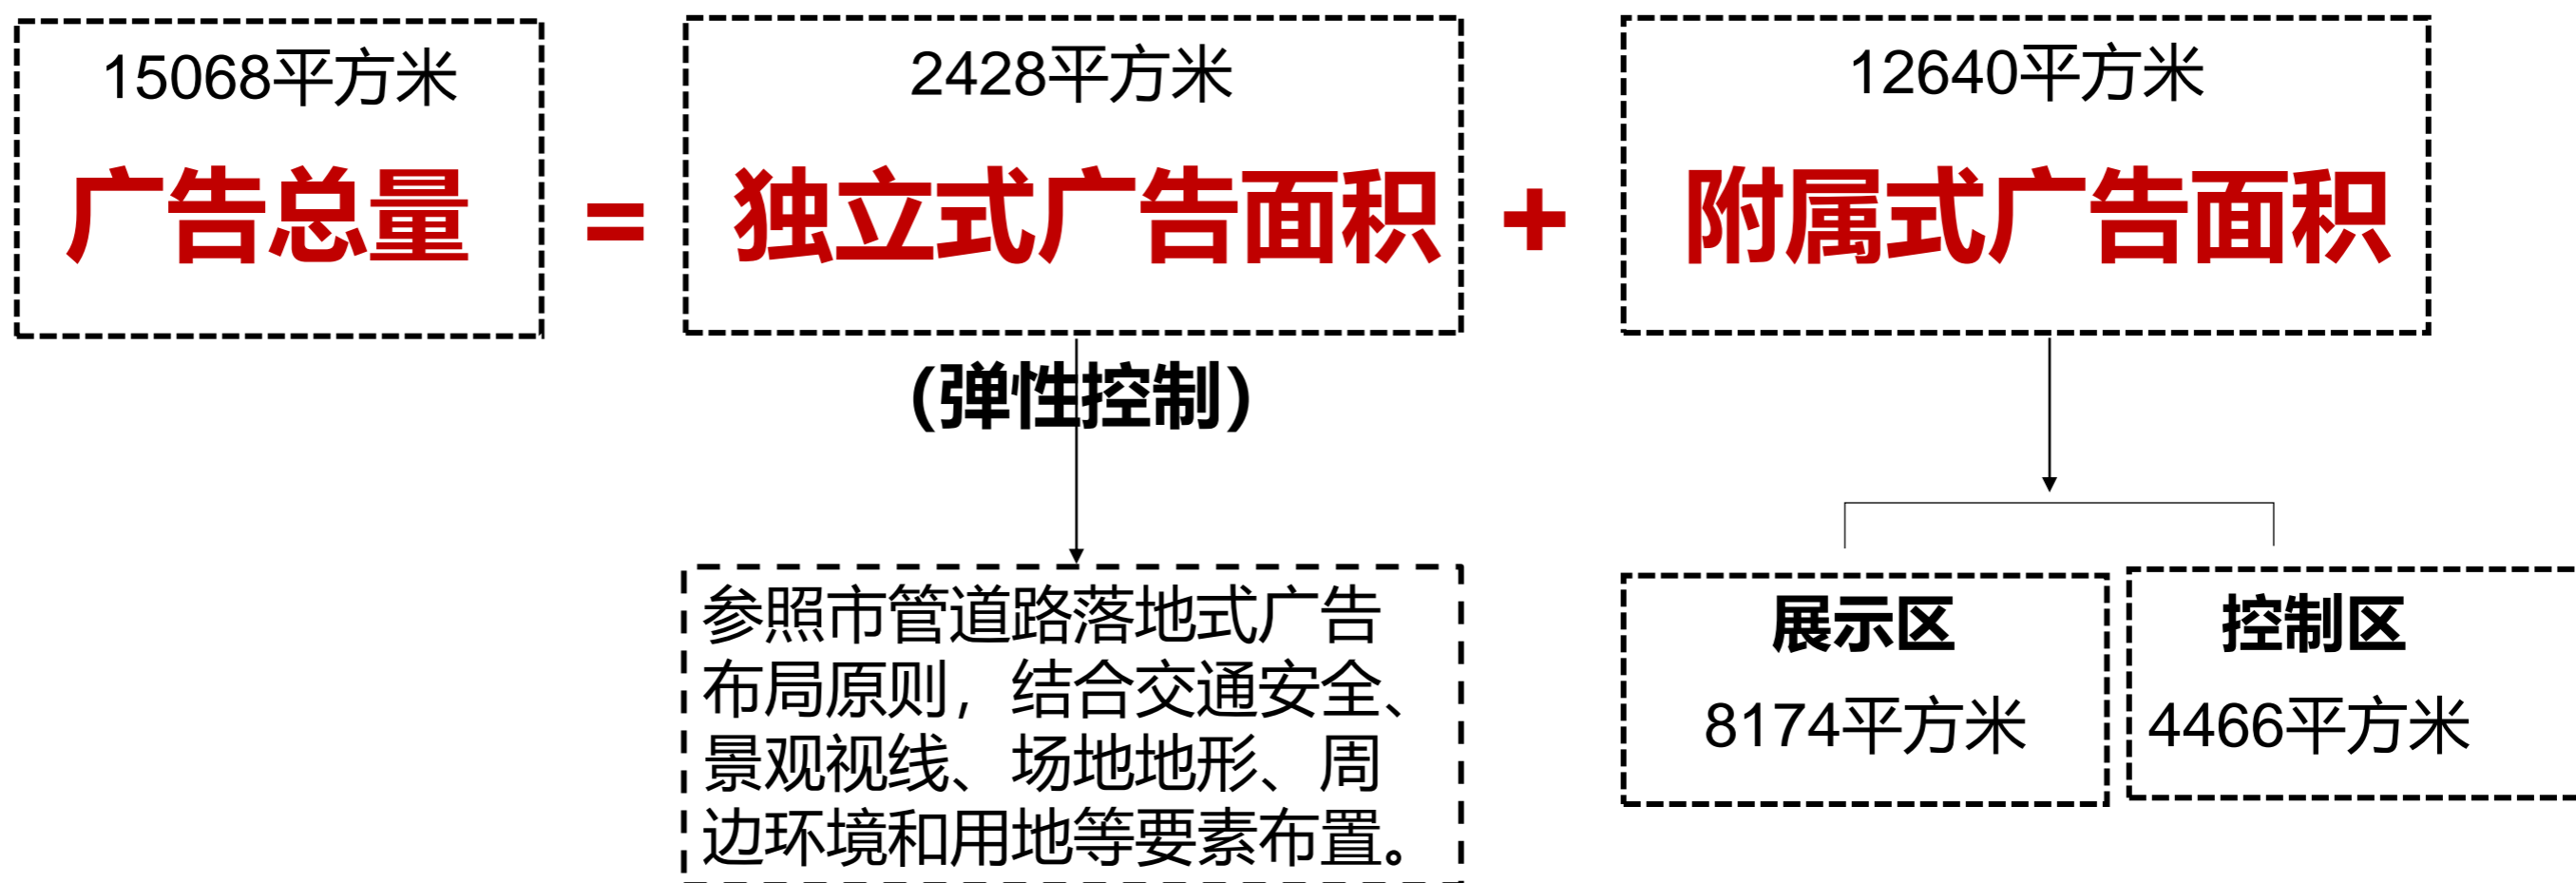 15068平方米
2428平方米
12640平方米
广告总量 = 独立式广告面积 + 附属式广告面积
(弹性控制)
参照市管道路落地式广告
布局原则，结合交通安全、
景观视线、场地地形、周
边环境和用地等要素布置。
展示区
8174平方米
控制区
4466平方米